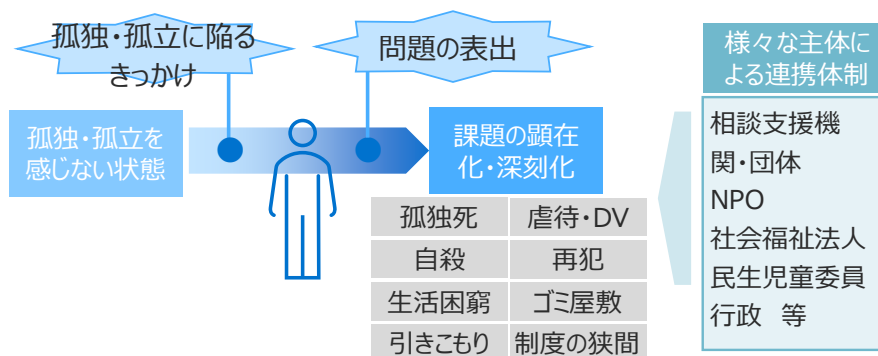 孤独・孤立に陥る
きっかけ
問題の表出
様々な主体に
よる連携体制
孤独・孤立を
感じない状態
課題の顕在
化・深刻化
孤独死
虐待・DV
自殺
再犯
生活困窮
ゴミ屋敷
引きこもり
制度の狭間
相談支援機
関・団体
NPO
社会福祉法人
民生児童委員
行政 等